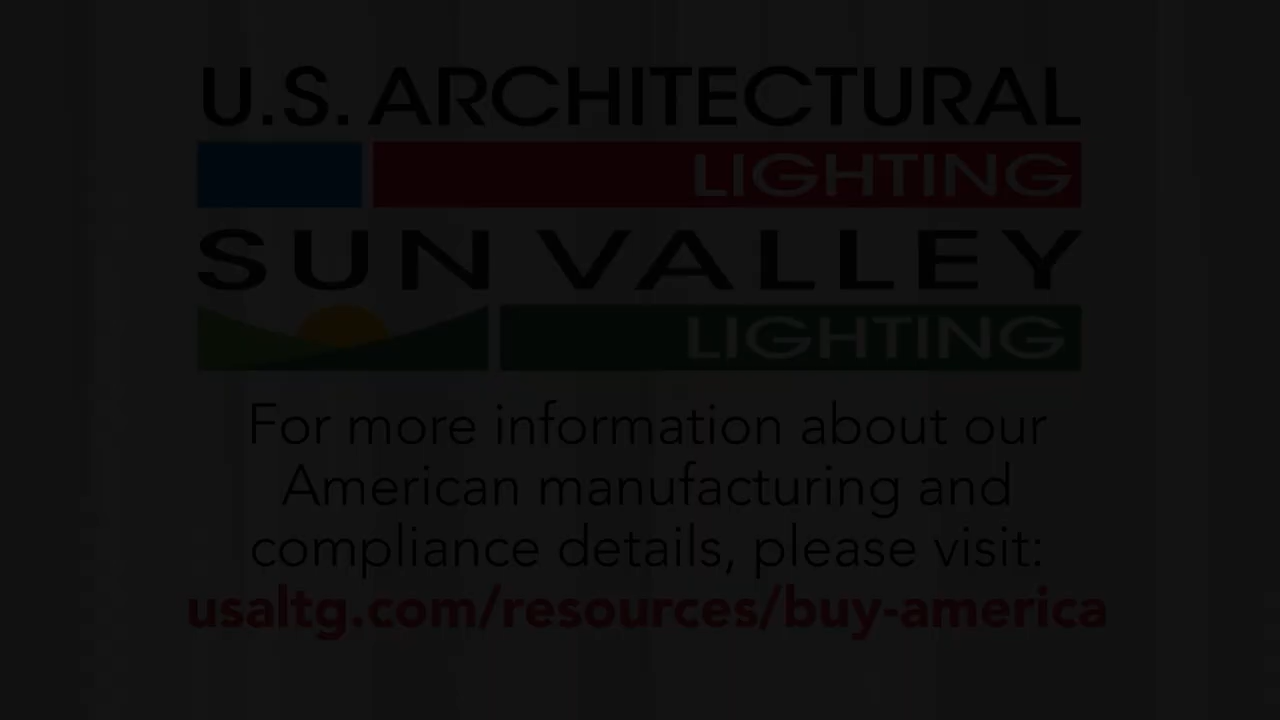 U.S. ARCHITECTURAL
LIGHTING
SUN VALLEY
LIGHTING
For more information about our
American manufacturing and
compliance details, please visit:
usaltg.com/resources/buy-america